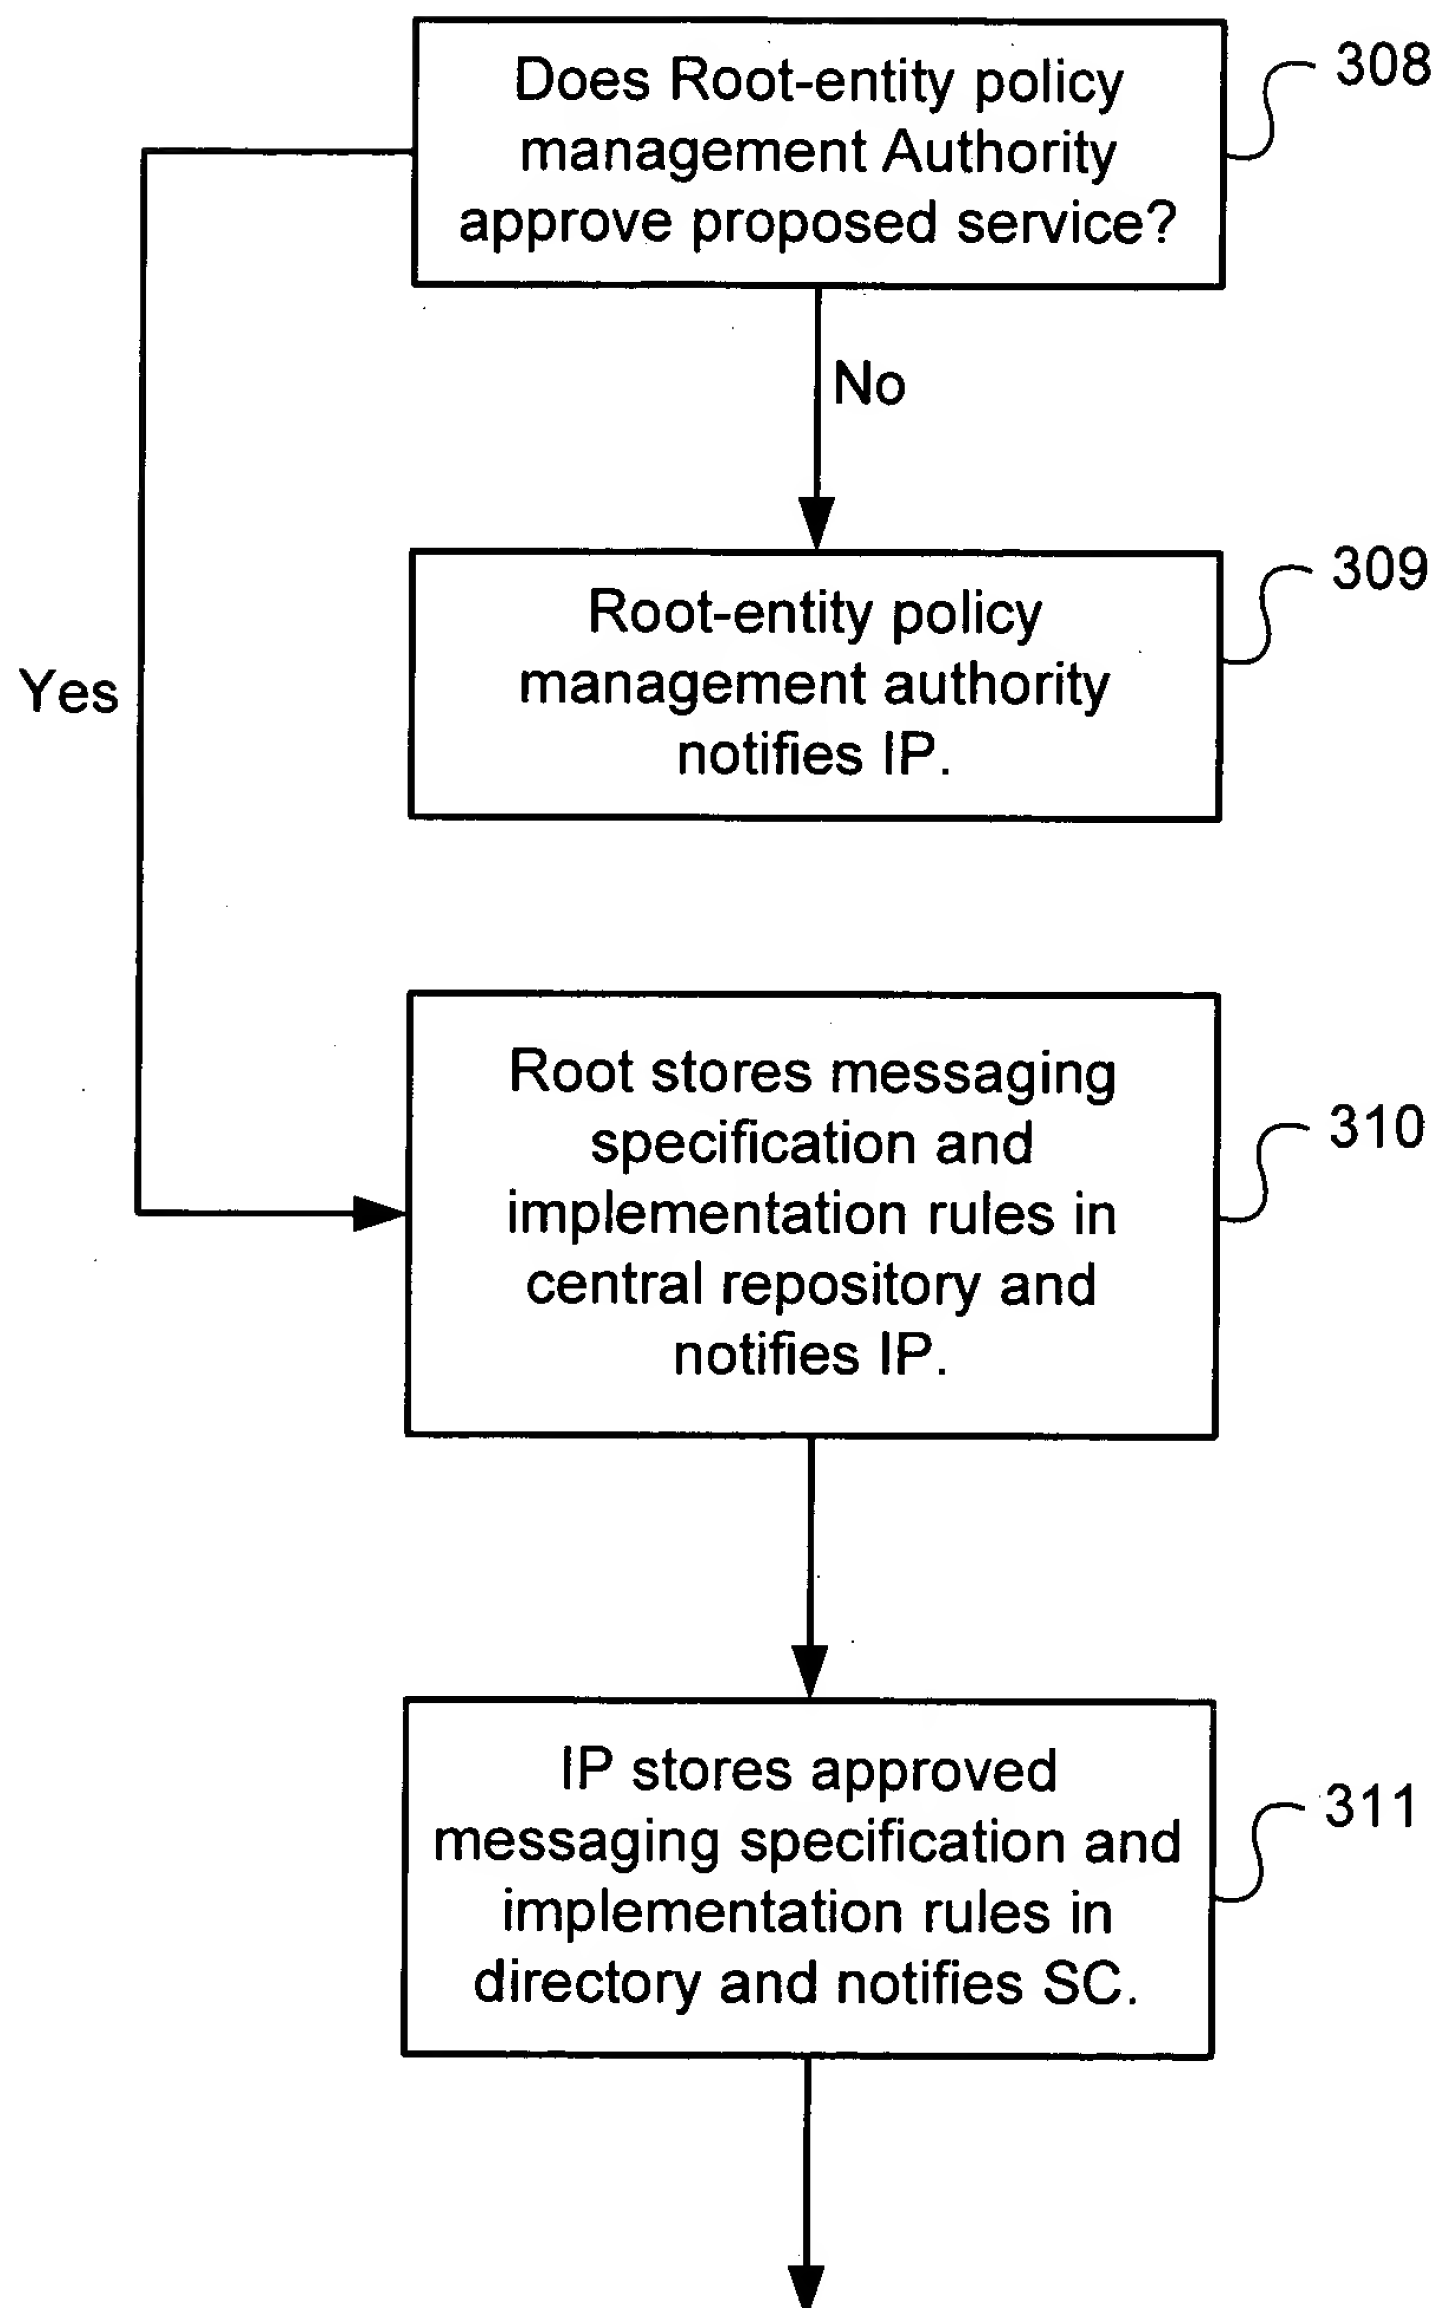 Does Root-entity policy
management Authority
approve proposed service?
308
No
Yes
Root-entity policy
management authority
notifies IP.
309
Root stores messaging
specification and
implementation rules in
central repository and
notifies IP.
310
IP stores approved
messaging specification and
implementation rules in
directory and notifies SC.
311